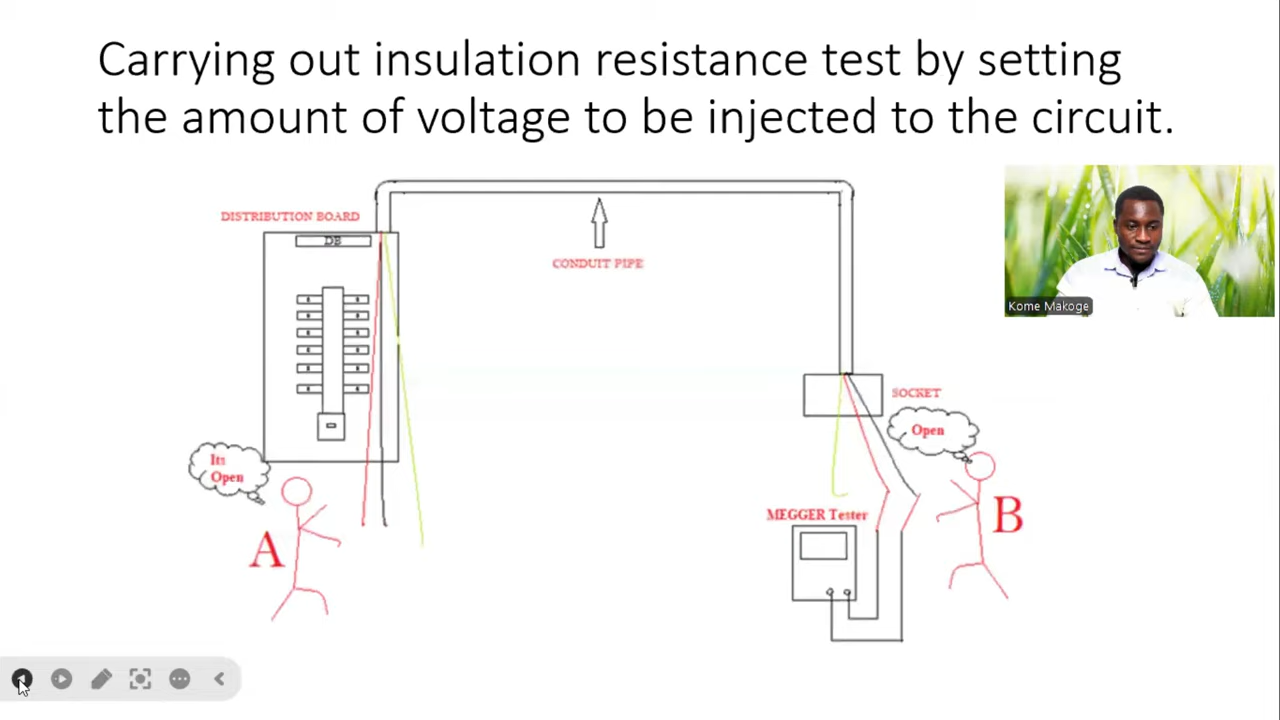 Carrying out insulation resistance test by setting
the amount of voltage to be injected to the circuit.
DISTRIBUTION BOARD
DB
CONDUIT PIPE
Kome Makoge
SOCKET
Open
Its
Open
A
MEGGER Tester
B